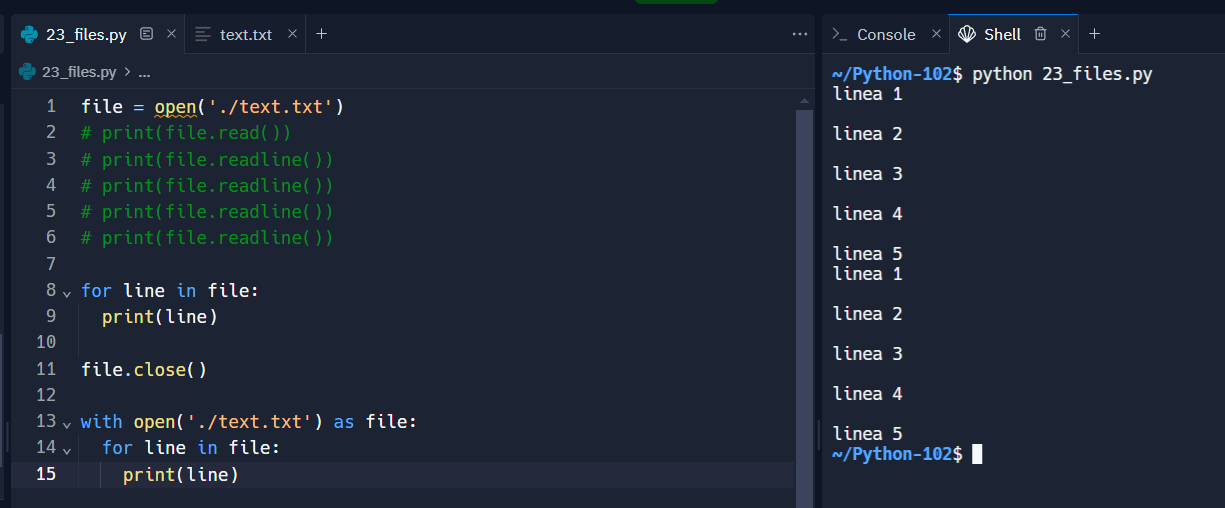 23_files.py
text.txt
23_files.py > ...
1 file = open('./text.txt')
2 # print(file.read())
3 # print(file.readline())
4 # print(file.readline())
5 # print(file.readline())
6 # print(file.readline())
7
8 for line in file:
9   print(line)
10
11 file.close()
12
13 with open('./text.txt') as file:
14   for line in file:
15     print(line)
Console
Shell
~/Python-102$ python 23_files.py
linea 1
linea 2
linea 3
linea 4
linea 5
linea 1
linea 2
linea 3
linea 4
linea 5
~/Python-102$